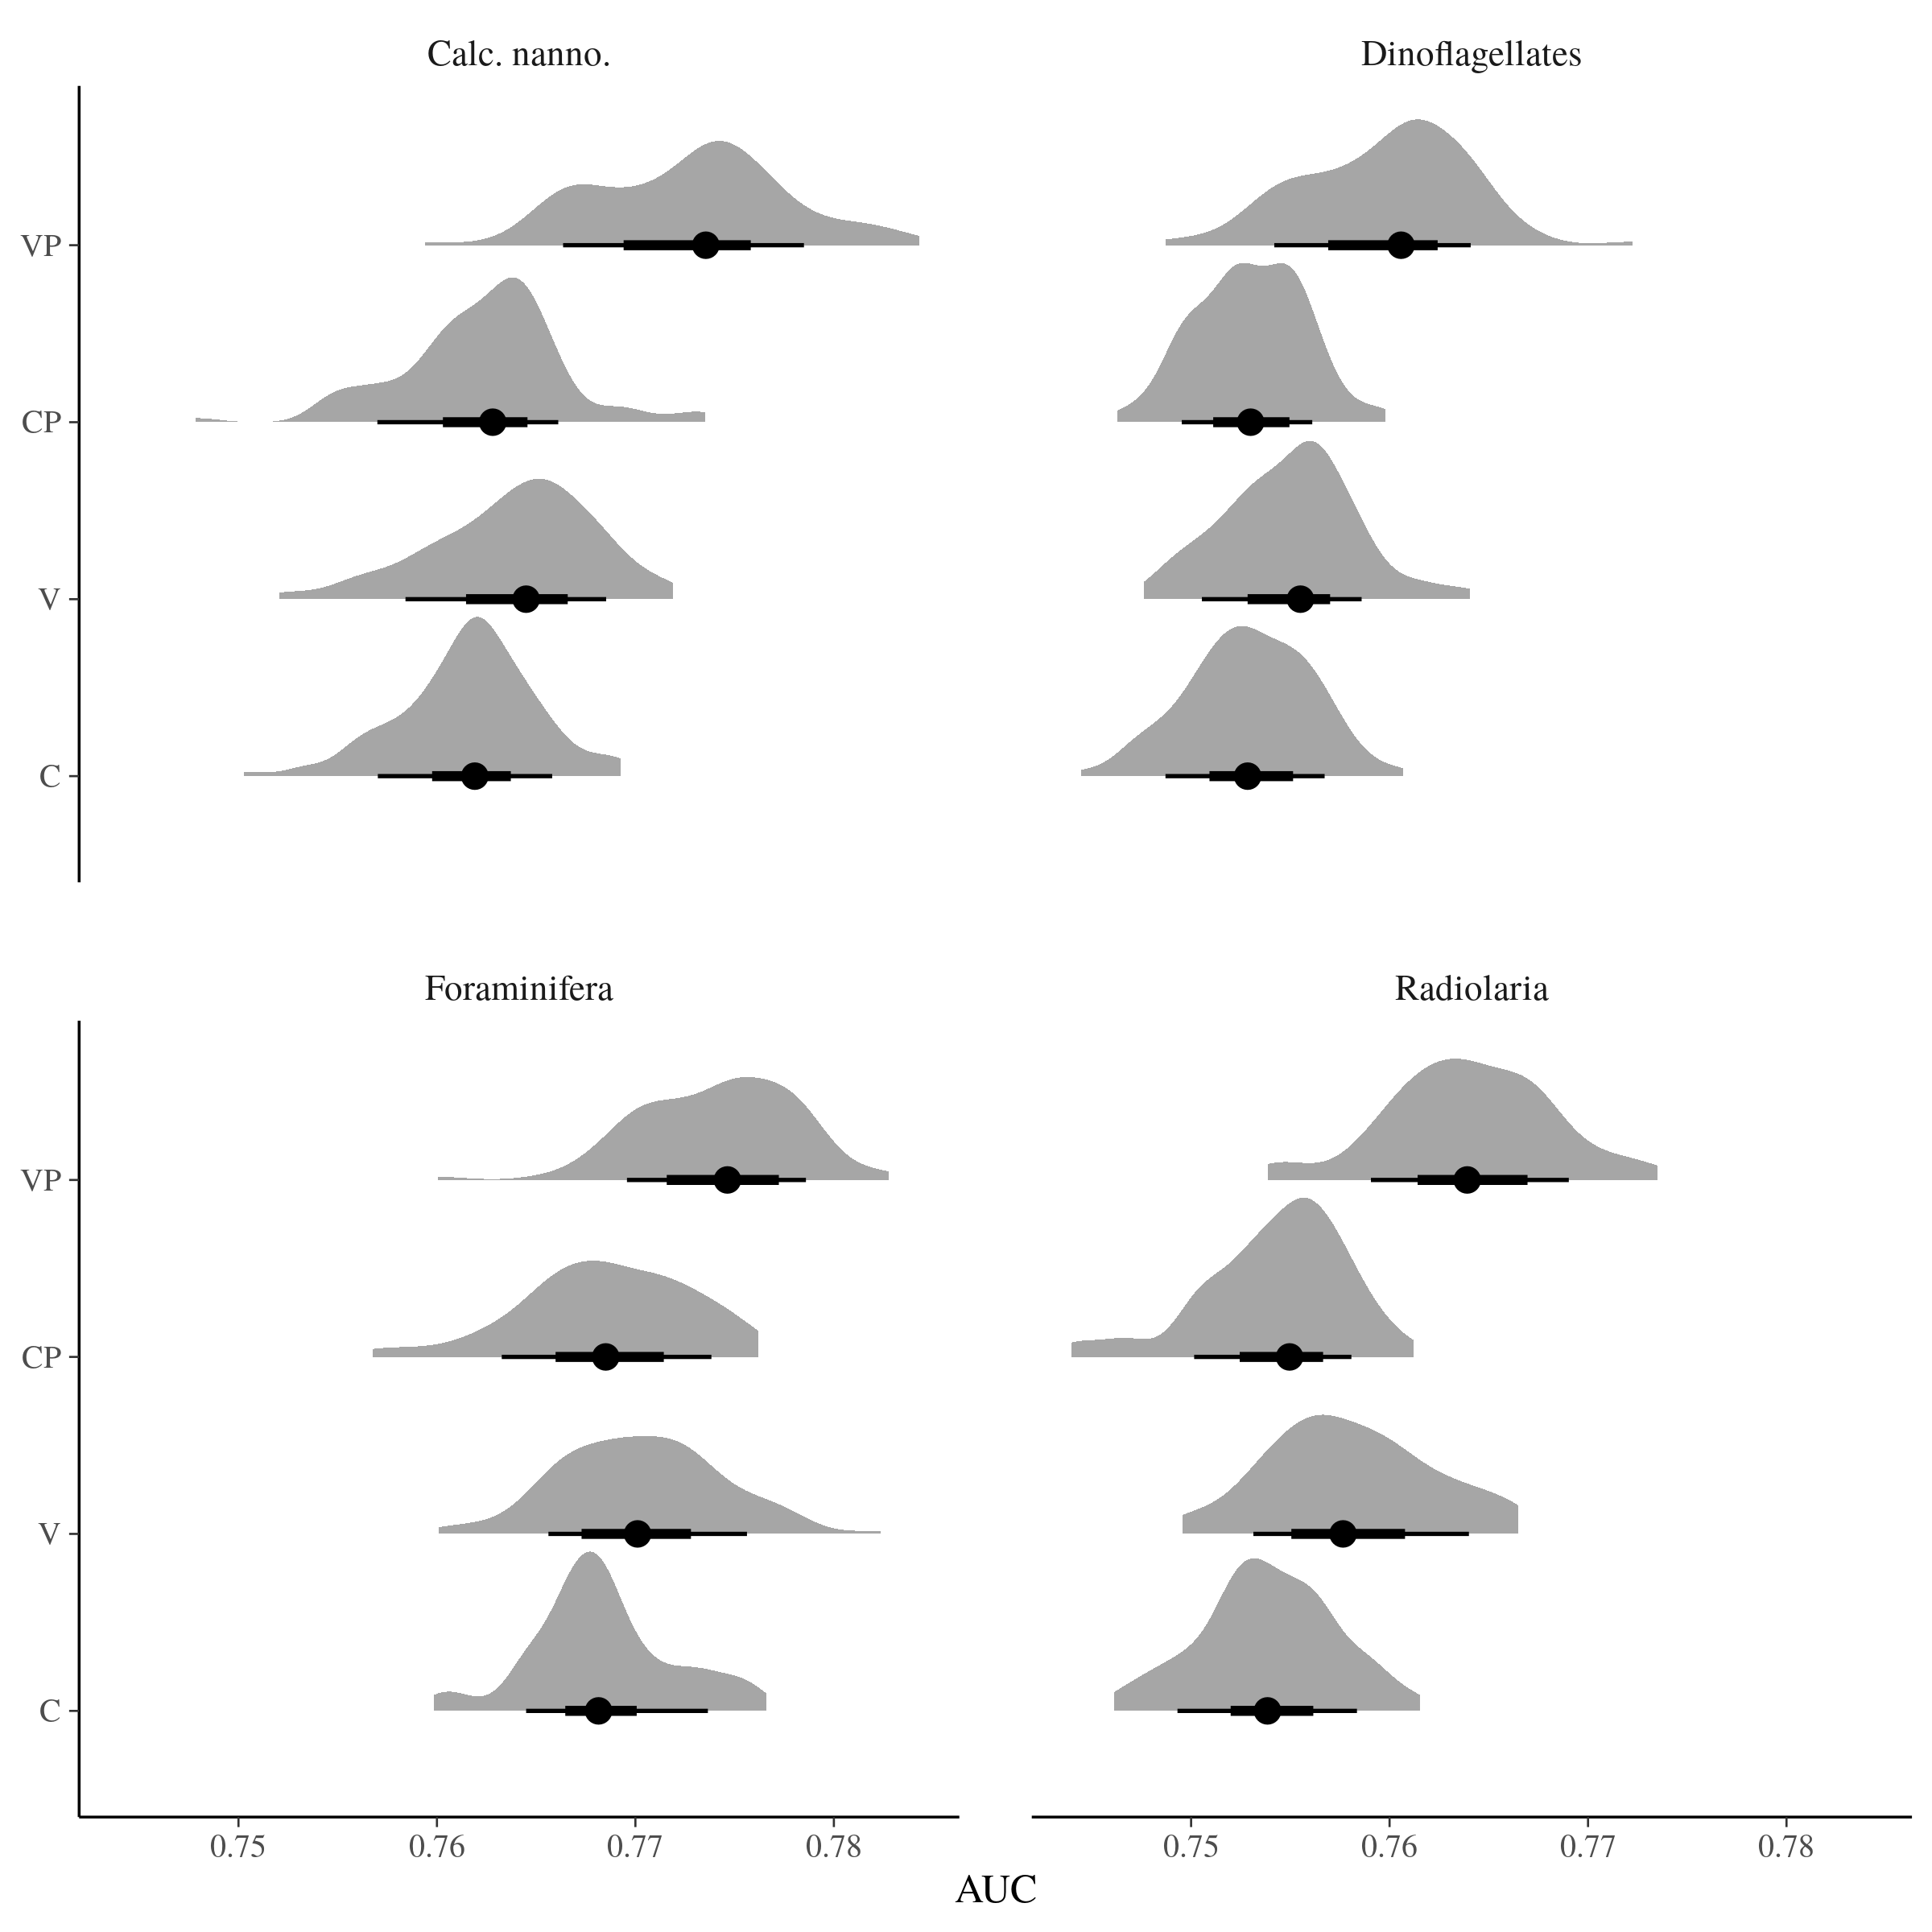 Calc. nanno.
Dinoflagellates
VP
CP
V
C
Foraminifera
Radiolaria
VP
CP
V
C
0.75 0.76 0.77 0.78
0.75 0.76 0.77 0.78
AUC